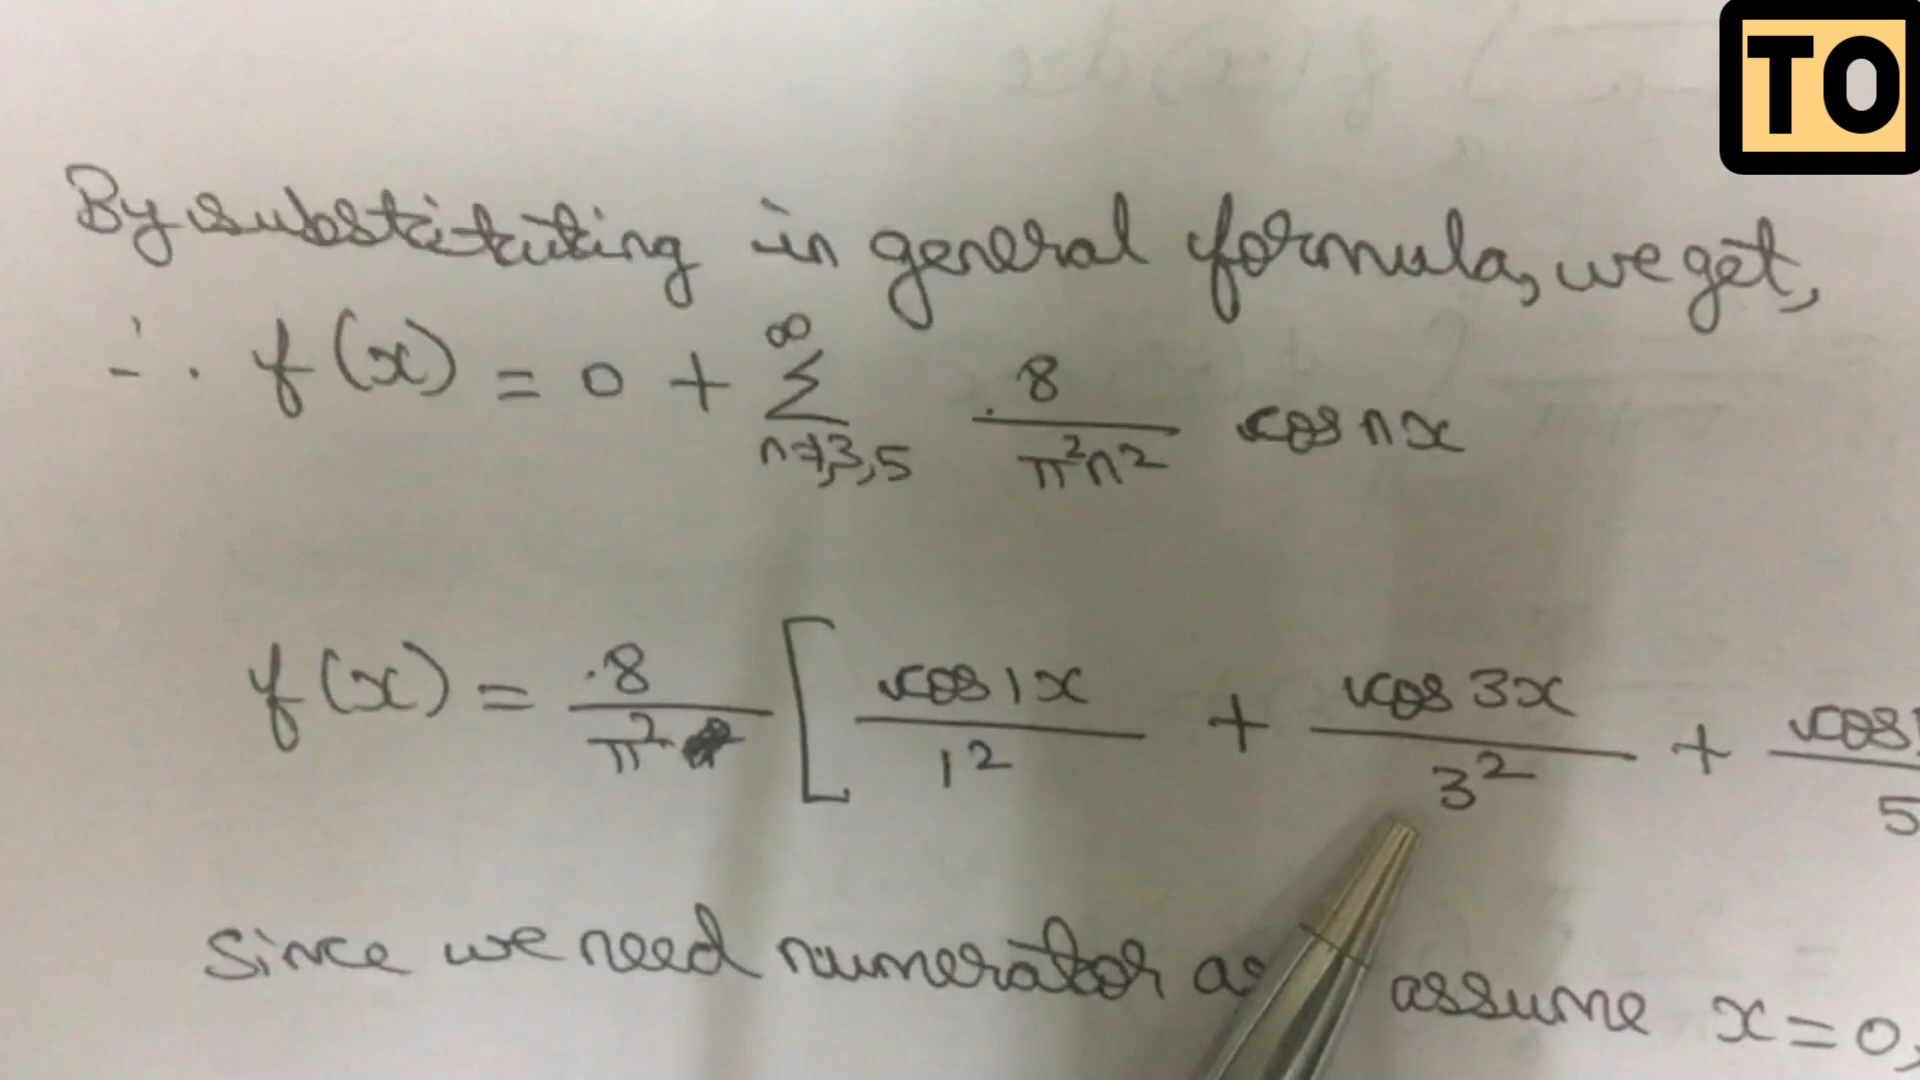 TO
By substituting in general formula, we get,
∴ f(x) = 0 + ∞ Σ n=1,3,5 8/π²n² cos nx
f(x) = 8/π² [ cos 1x/1² + cos 3x/3² + cos
5
Since we need numerator as assume x=0,